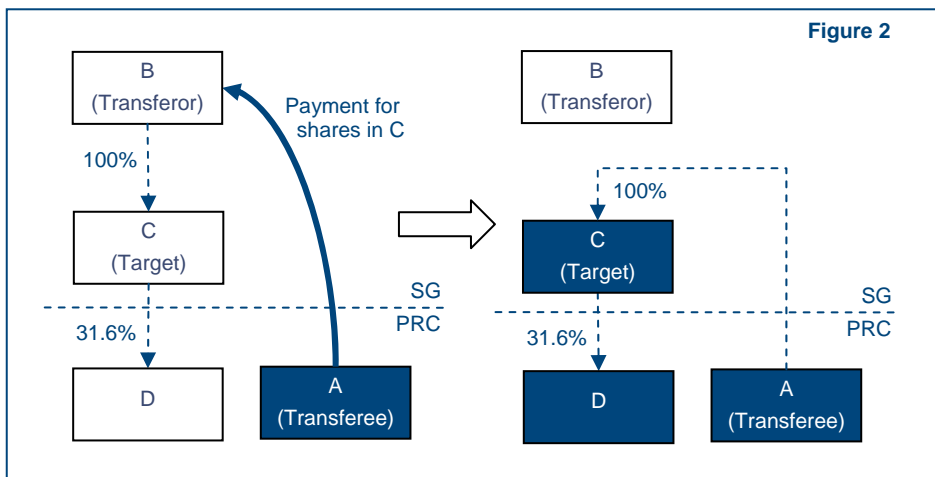 Figure 2
B
(Transferor)
Payment for
shares in C
100%
C
(Target)
SG
PRC
31.6%
D
A
(Transferee)
B
(Transferor)
100%
C
(Target)
SG
PRC
31.6%
D
A
(Transferee)